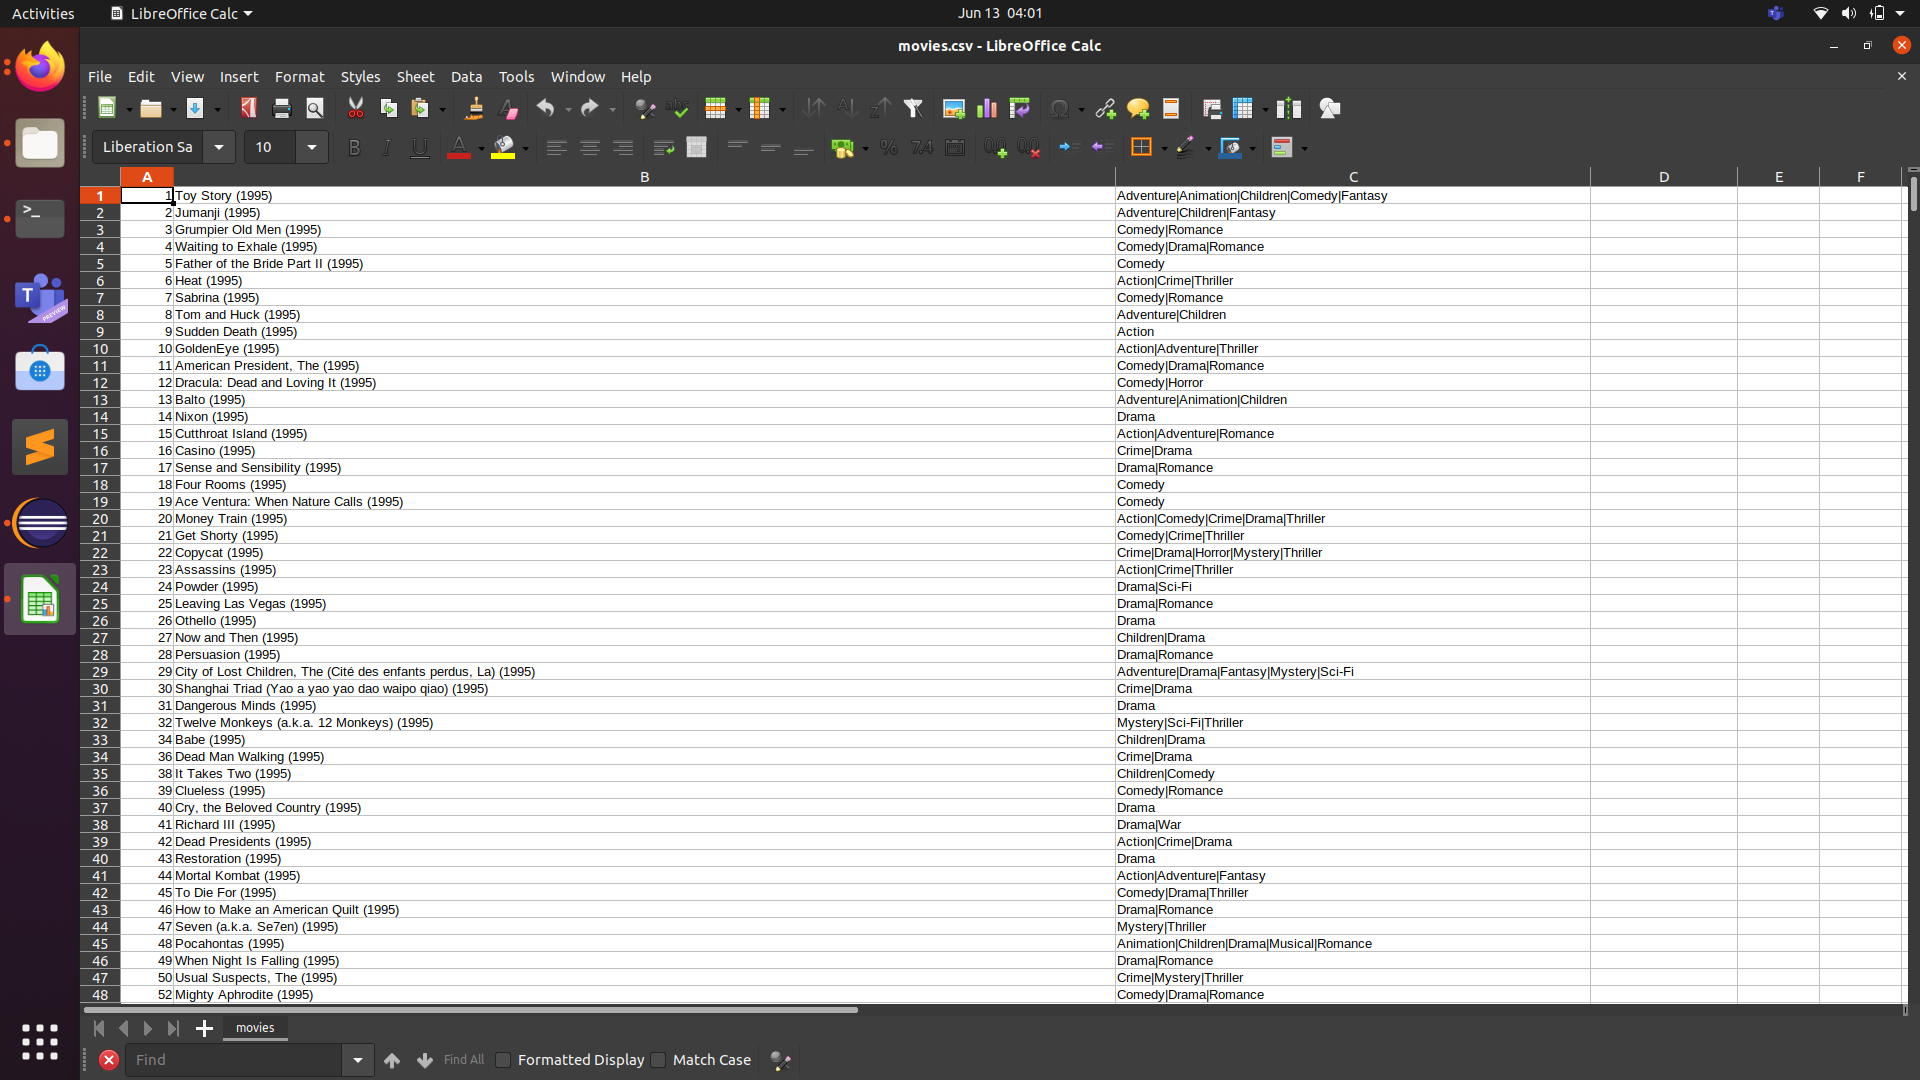 Activities LibreOffice Calc Jun 13 04:01
movies.csv - LibreOffice Calc
File Edit View Insert Format Styles Sheet Data Tools Window Help
Liberation Sa 10
A B C D E F
1 1 Toy Story (1995) Adventure|Animation|Children|Comedy|Fantasy
2 2 Jumanji (1995) Adventure|Children|Fantasy
3 3 Grumpier Old Men (1995) Comedy|Romance
4 4 Waiting to Exhale (1995) Comedy|Drama|Romance
5 5 Father of the Bride Part II (1995) Comedy
6 6 Heat (1995) Action|Crime|Thriller
7 7 Sabrina (1995) Comedy|Romance
8 8 Tom and Huck (1995) Adventure|Children
9 9 Sudden Death (1995) Action
10 10 GoldenEye (1995) Action|Adventure|Thriller
11 11 American President, The (1995) Comedy|Drama|Romance
12 12 Dracula: Dead and Loving It (1995) Comedy|Horror
13 13 Balto (1995) Adventure|Animation|Children
14 14 Nixon (1995) Drama
15 15 Cutthroat Island (1995) Action|Adventure|Romance
16 16 Casino (1995) Crime|Drama
17 17 Sense and Sensibility (1995) Drama|Romance
18 18 Four Rooms (1995) Comedy
19 19 Ace Ventura: When Nature Calls (1995) Comedy
20 20 Money Train (1995) Action|Comedy|Crime|Drama|Thriller
21 21 Get Shorty (1995) Comedy|Crime|Thriller
22 22 Copycat (1995) Crime|Drama|Horror|Mystery|Thriller
23 23 Assassins (1995) Action|Crime|Thriller
24 24 Powder (1995) Drama|Sci-Fi
25 25 Leaving Las Vegas (1995) Drama|Romance
26 26 Othello (1995) Drama
27 27 Now and Then (1995) Children|Drama
28 28 Persuasion (1995) Drama|Romance
29 29 City of Lost Children, The (Cité des enfants perdus, La) (1995) Adventure|Drama|Fantasy|Mystery|Sci-Fi
30 30 Shanghai Triad (Yao a yao yao dao waipo qiao) (1995) Crime|Drama
31 31 Dangerous Minds (1995) Drama
32 32 Twelve Monkeys (a.k.a. 12 Monkeys) (1995) Mystery|Sci-Fi|Thriller
33 34 Babe (1995) Children|Drama
34 36 Dead Man Walking (1995) Crime|Drama
35 38 It Takes Two (1995) Children|Comedy
36 39 Clueless (1995) Comedy|Romance
37 40 Cry, the Beloved Country (1995) Drama
38 41 Richard III (1995) Drama|War
39 42 Dead Presidents (1995) Action|Crime|Drama
40 43 Restoration (1995) Drama
41 44 Mortal Kombat (1995) Action|Adventure|Fantasy
42 45 To Die For (1995) Comedy|Drama|Thriller
43 46 How to Make an American Quilt (1995) Drama|Romance
44 47 Seven (a.k.a. Se7en) (1995) Mystery|Thriller
45 48 Pocahontas (1995) Animation|Children|Drama|Musical|Romance
46 49 When Night Is Falling (1995) Drama|Romance
47 50 Usual Suspects, The (1995) Crime|Mystery|Thriller
48 52 Mighty Aphrodite (1995) Comedy|Drama|Romance
movies
Find Find All Formatted Display Match Case